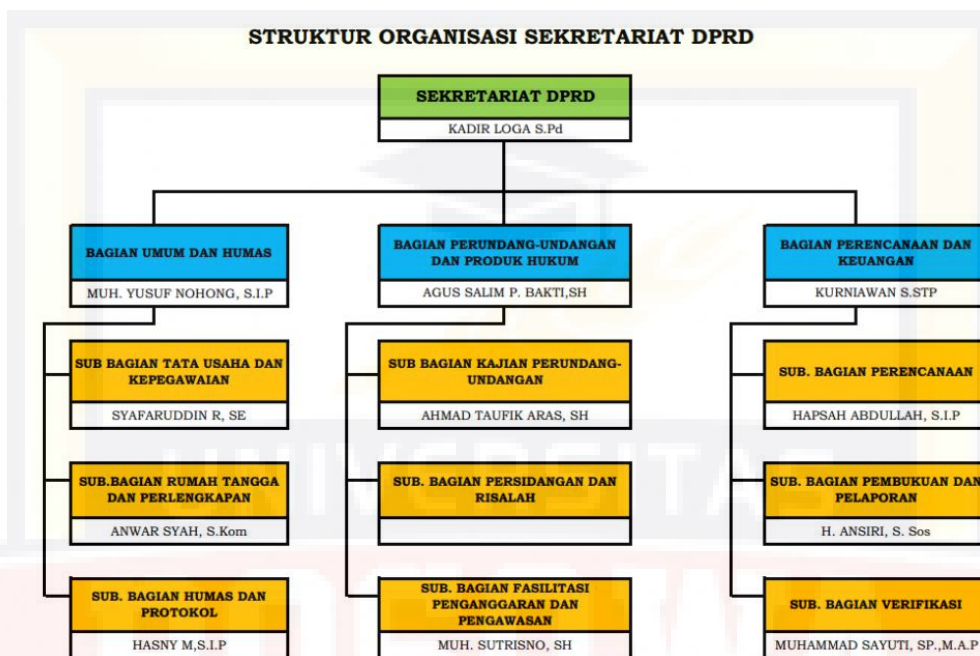 STRUKTUR ORGANISASI SEKRETARIAT DPRD
SEKRETARIAT DPRD
KADIR LOGA S.Pd
BAGIAN UMUM DAN HUMAS
MUH. YUSUF NOHONG, S.I.P
BAGIAN PERUNDANG-UNDANGAN
DAN PRODUK HUKUM
AGUS SALIM P. BAKTI,SH
BAGIAN PERENCANAAN DAN
KEUANGAN
KURNIAWAN S.STP
SUB BAGIAN TATA USAHA DAN
KEPEGAWAIAN
SYAFARUDDIN R, SE
SUB BAGIAN KAJIAN PERUNDANG-
UNDANGAN
AHMAD TAUFIK ARAS, SH
SUB. BAGIAN PERENCANAAN
HAPSAH ABDULLAH, S.I.P
SUB.BAGIAN RUMAH TANGGA
DAN PERLENGKAPAN
ANWAR SYAH, S.Kom
SUB. BAGIAN PERSIDANGAN DAN
RISALAH
SUB. BAGIAN PEMBUKUAN DAN
PELAPORAN
H. ANSIRI, S. Sos
SUB. BAGIAN HUMAS DAN
PROTOKOL
HASNY M,S.I.P
SUB. BAGIAN FASILITASI
PENGANGGARAN DAN
PENGAWASAN
MUH. SUTRISNO, SH
SUB. BAGIAN VERIFIKASI
MUHAMMAD SAYUTI, SP.,M.A.P
UNIVERSITAS